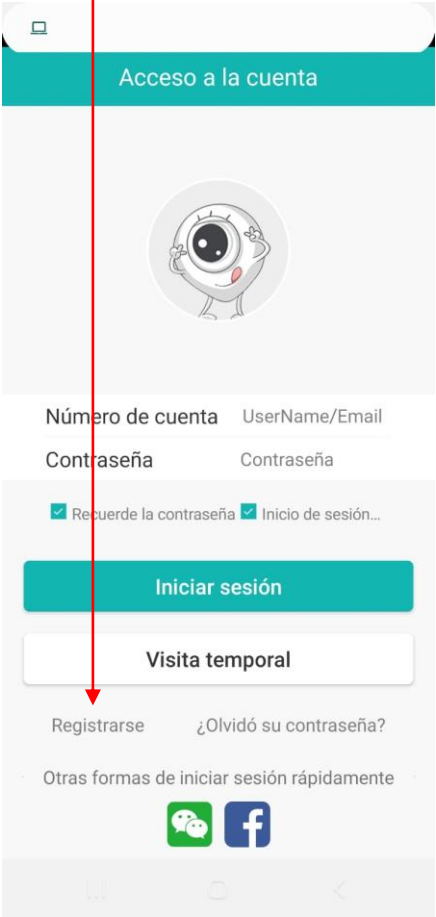 Acceso a la cuenta
Número de cuenta UserName/Email
Contraseña Contraseña
Recuerde la contraseña Inicio de sesión...
Iniciar sesión
Visita temporal
Registrarse ¿Olvidó su contraseña?
Otras formas de iniciar sesión rápidamente